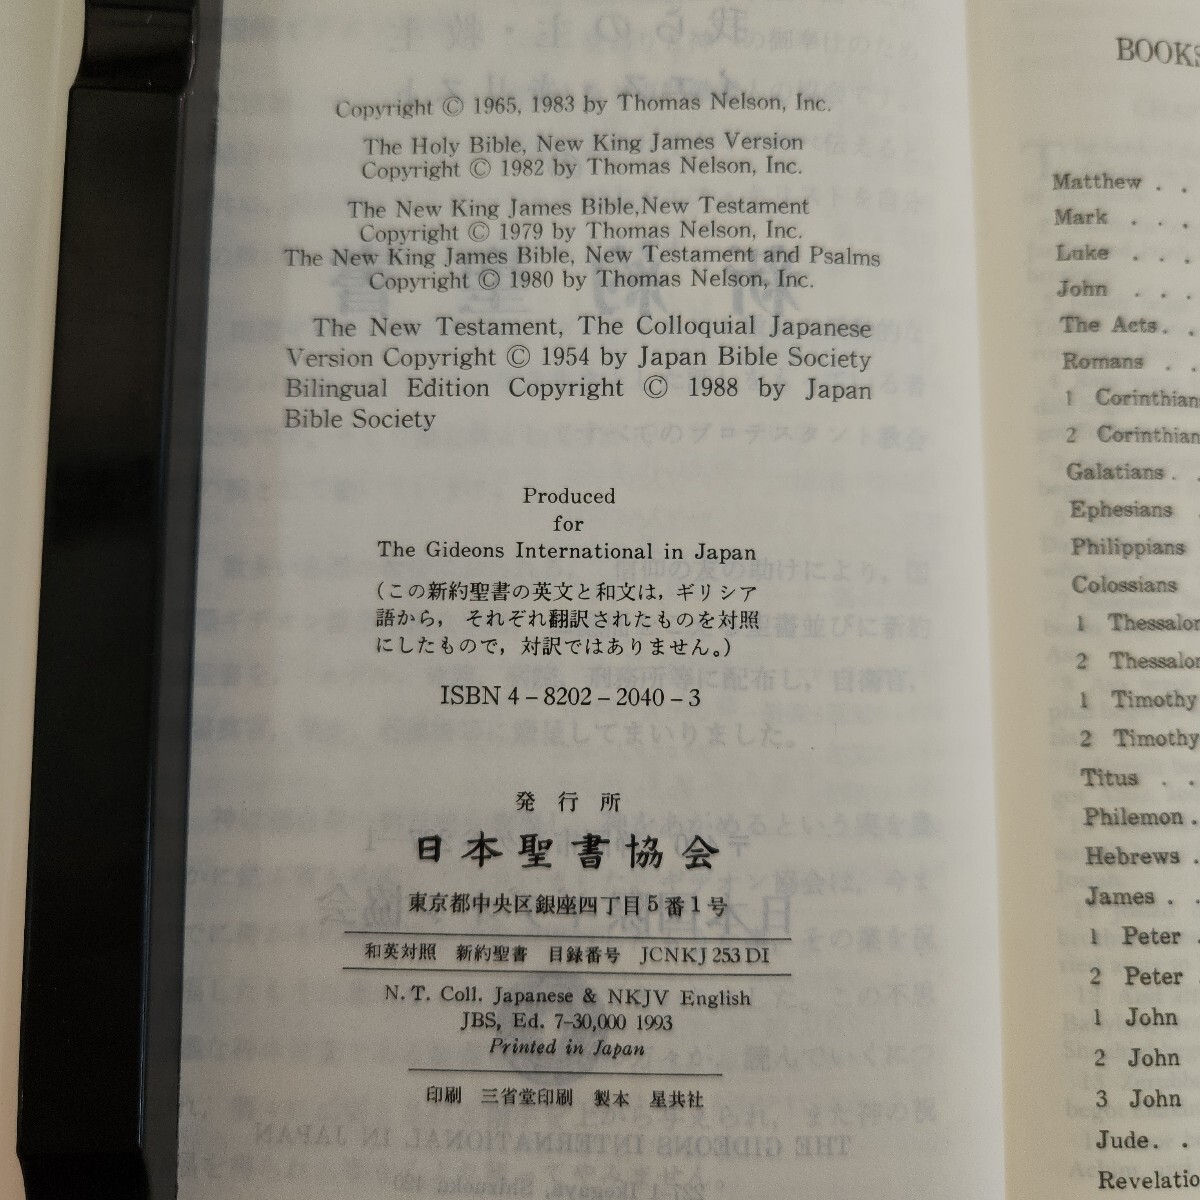 Copyright © 1965, 1983 by Thomas Nelson, Inc.
The Holy Bible, New King James Version
Copyright © 1982 by Thomas Nelson, Inc.
The New King James Bible,New Testament
Copyright © 1979 by Thomas Nelson, Inc.
The New King James Bible, New Testament and Psalms
Copyright © 1980 by Thomas Nelson, Inc.
The New Testament, The Colloquial Japanese
Version Copyright © 1954 by Japan Bible Society
Bilingual Edition Copyright © 1988 by Japan
Bible Society
Produced
for
The Gideons International in Japan
(この新約聖書の英文と和文は，ギリシア
語から， それぞれ翻訳されたものを対照
にしたもので，対訳ではありません。)
ISBN 4－8202－2040－3
発 行 所
日本聖書協会
東京都中央区銀座四丁目5番1号
和英対照 新約聖書 目録番号 JCNKJ 253 DI
N. T. Coll. Japanese & NKJV English
JBS, Ed. 7-30,000 1993
Printed in Japan
印刷 三省堂印刷 製本 星共社
BOOKS
Matthew . .
Mark . . .
Luke . . .
John . . .
The Acts. .
Romans . .
1 Corinthian
2 Corinthian
Galatians . .
Ephesians
Philippians
Colossians
1 Thessalon
2 Thessalon
1 Timothy
2 Timothy
Titus . .
Philemon .
Hebrews .
James . .
1 Peter .
2 Peter
1 John
2 John
3 John
Jude. .
Revelatio